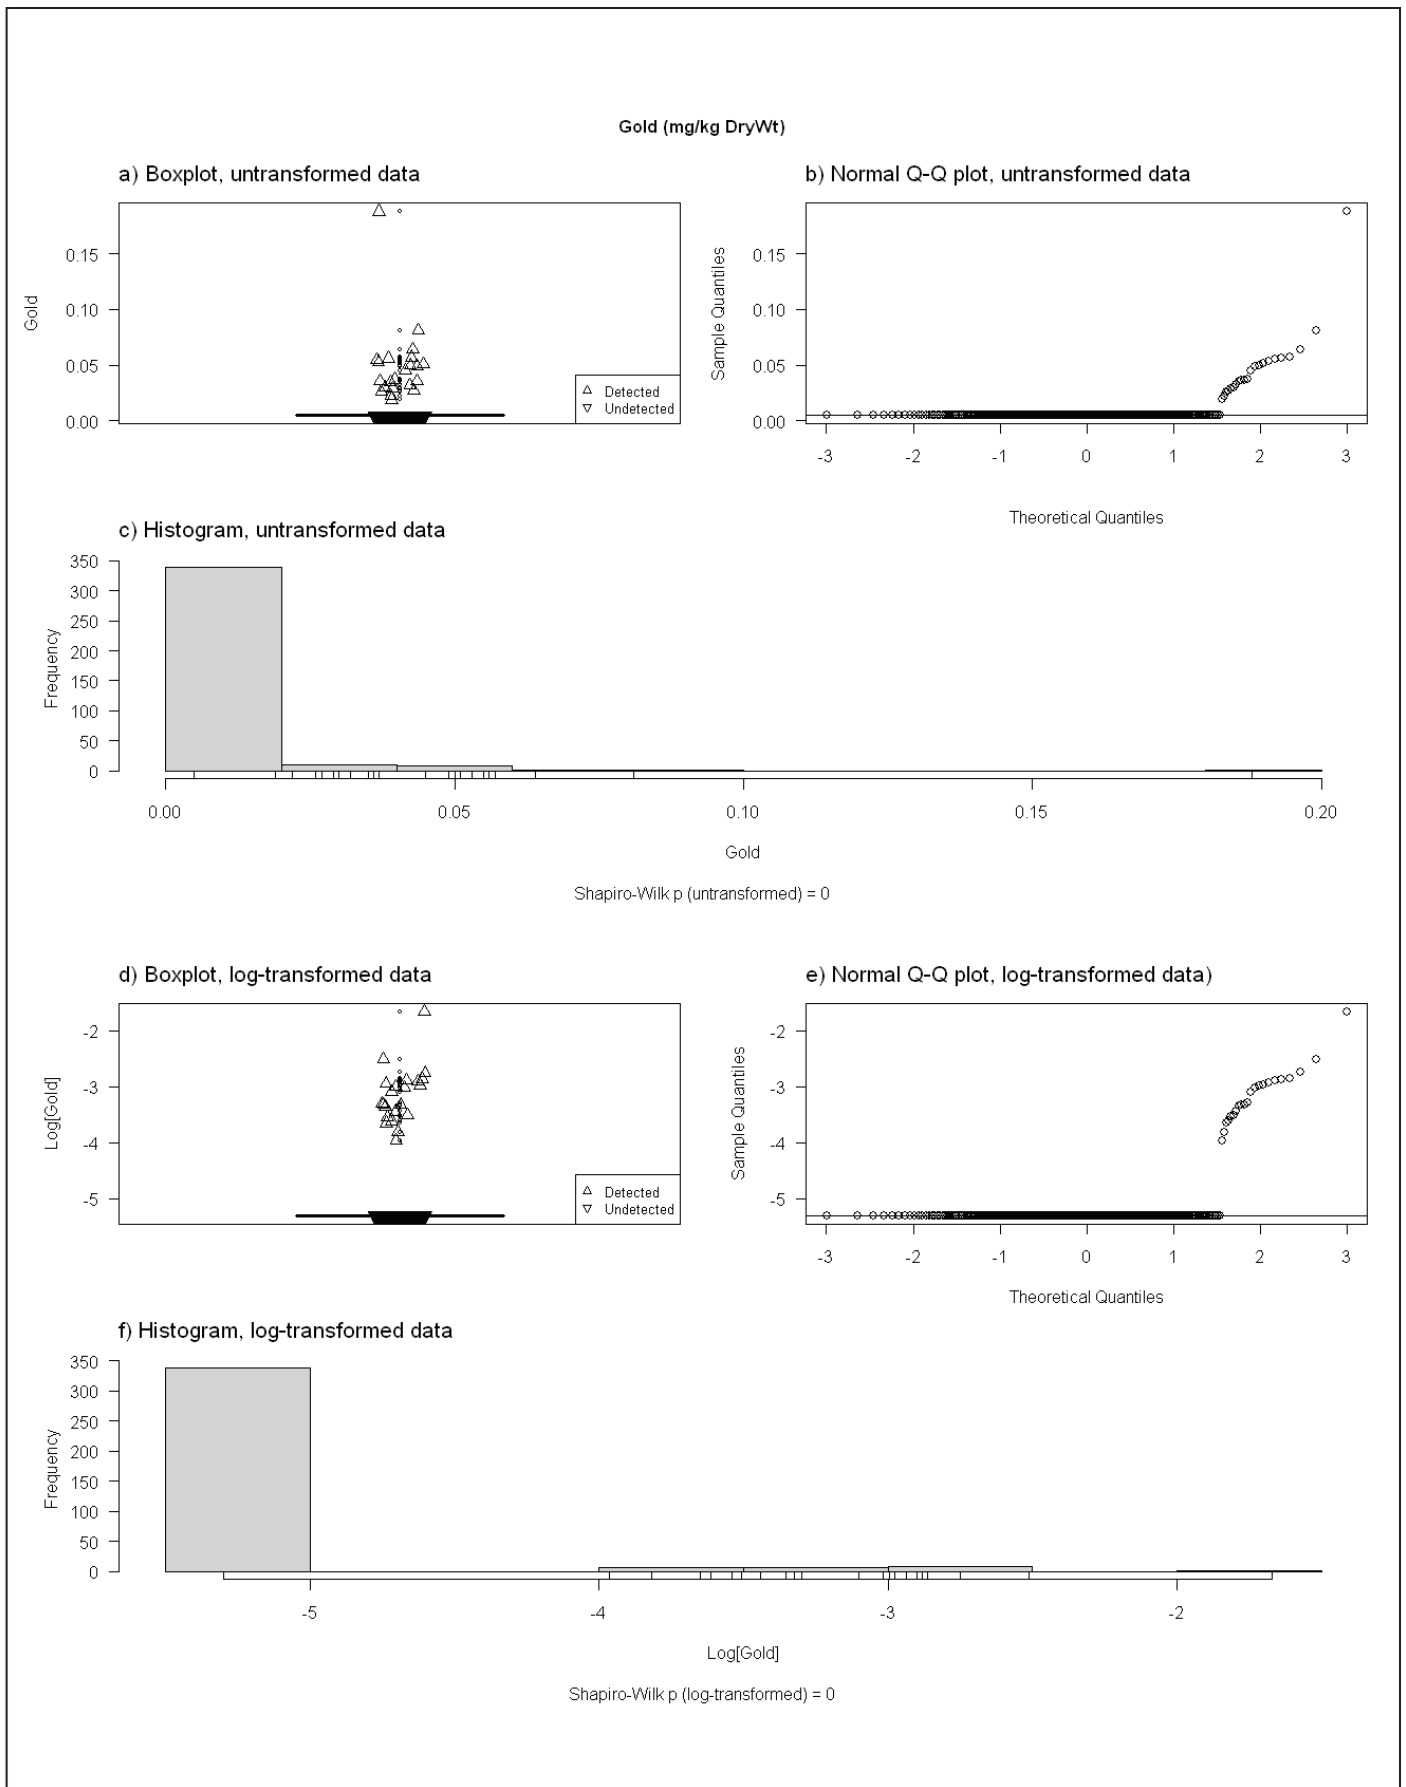 Gold (mg/kg DryWt)
a) Boxplot, untransformed data
Gold
0.15
0.10
0.05
0.00
Detected
Undetected
b) Normal Q-Q plot, untransformed data
Sample Quantiles
0.15
0.10
0.05
0.00
-3 -2 -1 0 1 2 3
Theoretical Quantiles
c) Histogram, untransformed data
Frequency
350
300
250
200
150
100
50
0
0.00 0.05 0.10 0.15 0.20
Gold
Shapiro-Wilk p (untransformed) = 0
d) Boxplot, log-transformed data
Log[Gold]
-2
-3
-4
-5
Detected
Undetected
e) Normal Q-Q plot, log-transformed data)
Sample Quantiles
-2
-3
-4
-5
-3 -2 -1 0 1 2 3
Theoretical Quantiles
f) Histogram, log-transformed data
Frequency
350
300
250
200
150
100
50
0
-5 -4 -3 -2
Log[Gold]
Shapiro-Wilk p (log-transformed) = 0